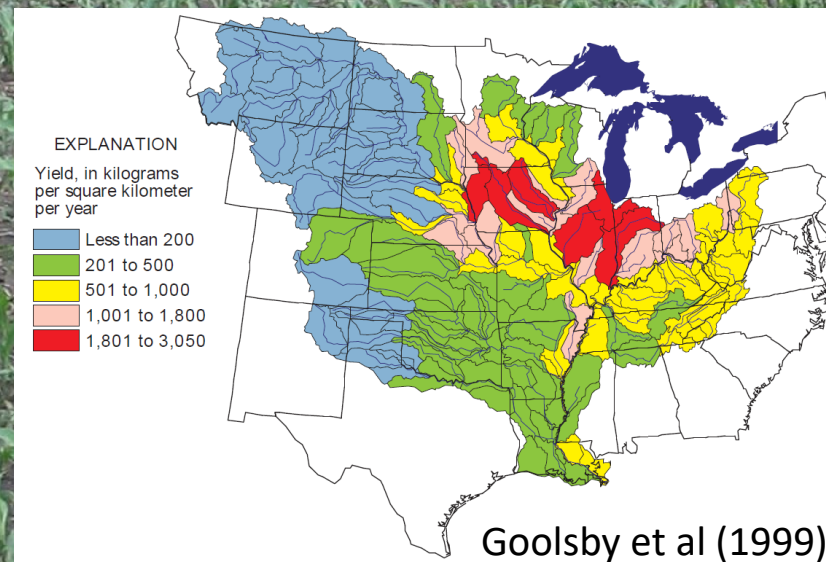 EXPLANATION
Yield, in kilograms
per square kilometer
per year
Less than 200
201 to 500
501 to 1,000
1,001 to 1,800
1,801 to 3,050
Goolsby et al (1999)